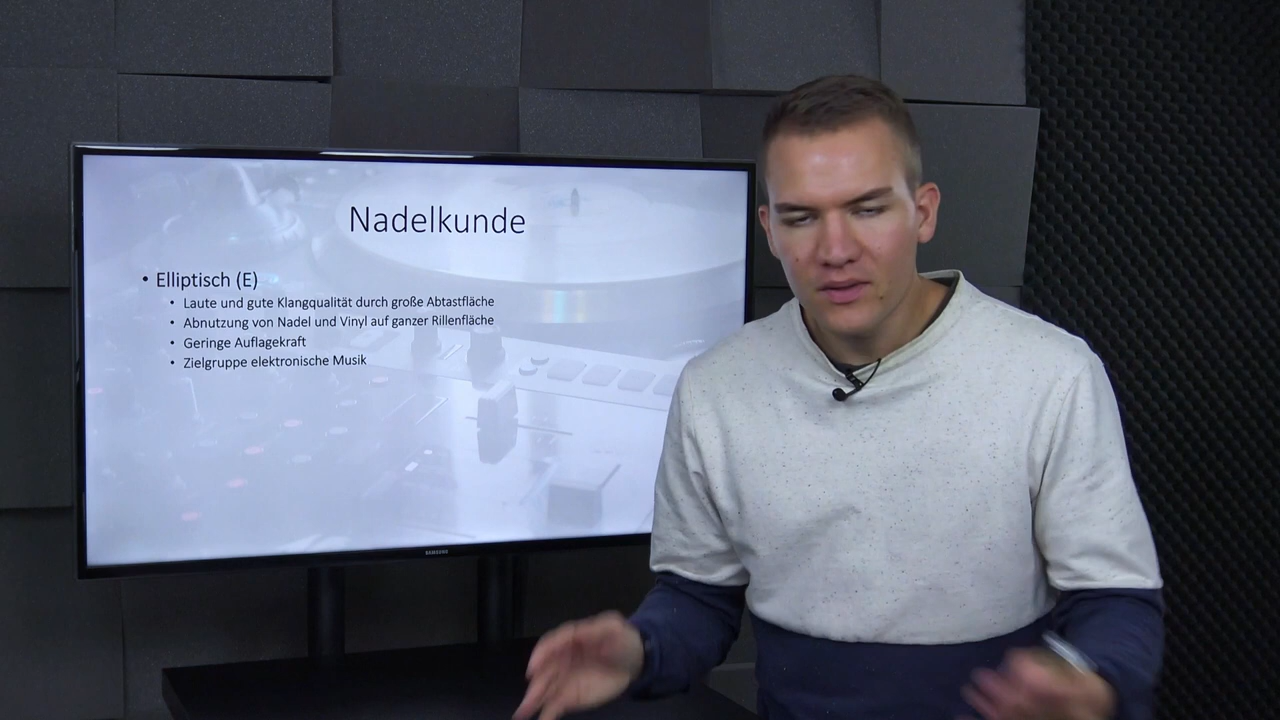 Nadelkunde
• Elliptisch (E)
• Laute und gute Klangqualität durch große Abtastfläche
• Abnutzung von Nadel und Vinyl auf ganzer Rillenfläche
• Geringe Auflagekraft
• Zielgruppe elektronische Musik
SAMSUNG